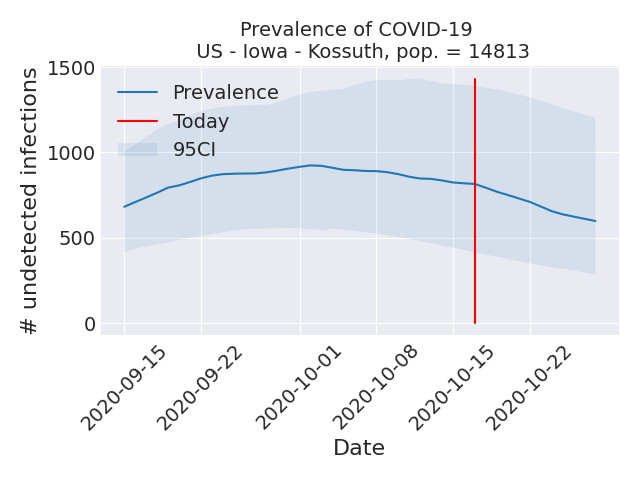 Prevalence of COVID-19
US - Iowa - Kossuth, pop. = 14813
# undetected infections
1500
1000
500
0
Prevalence
Today
95CI
2020-09-15
2020-09-22
2020-10-01
2020-10-08
2020-10-15
2020-10-22
Date